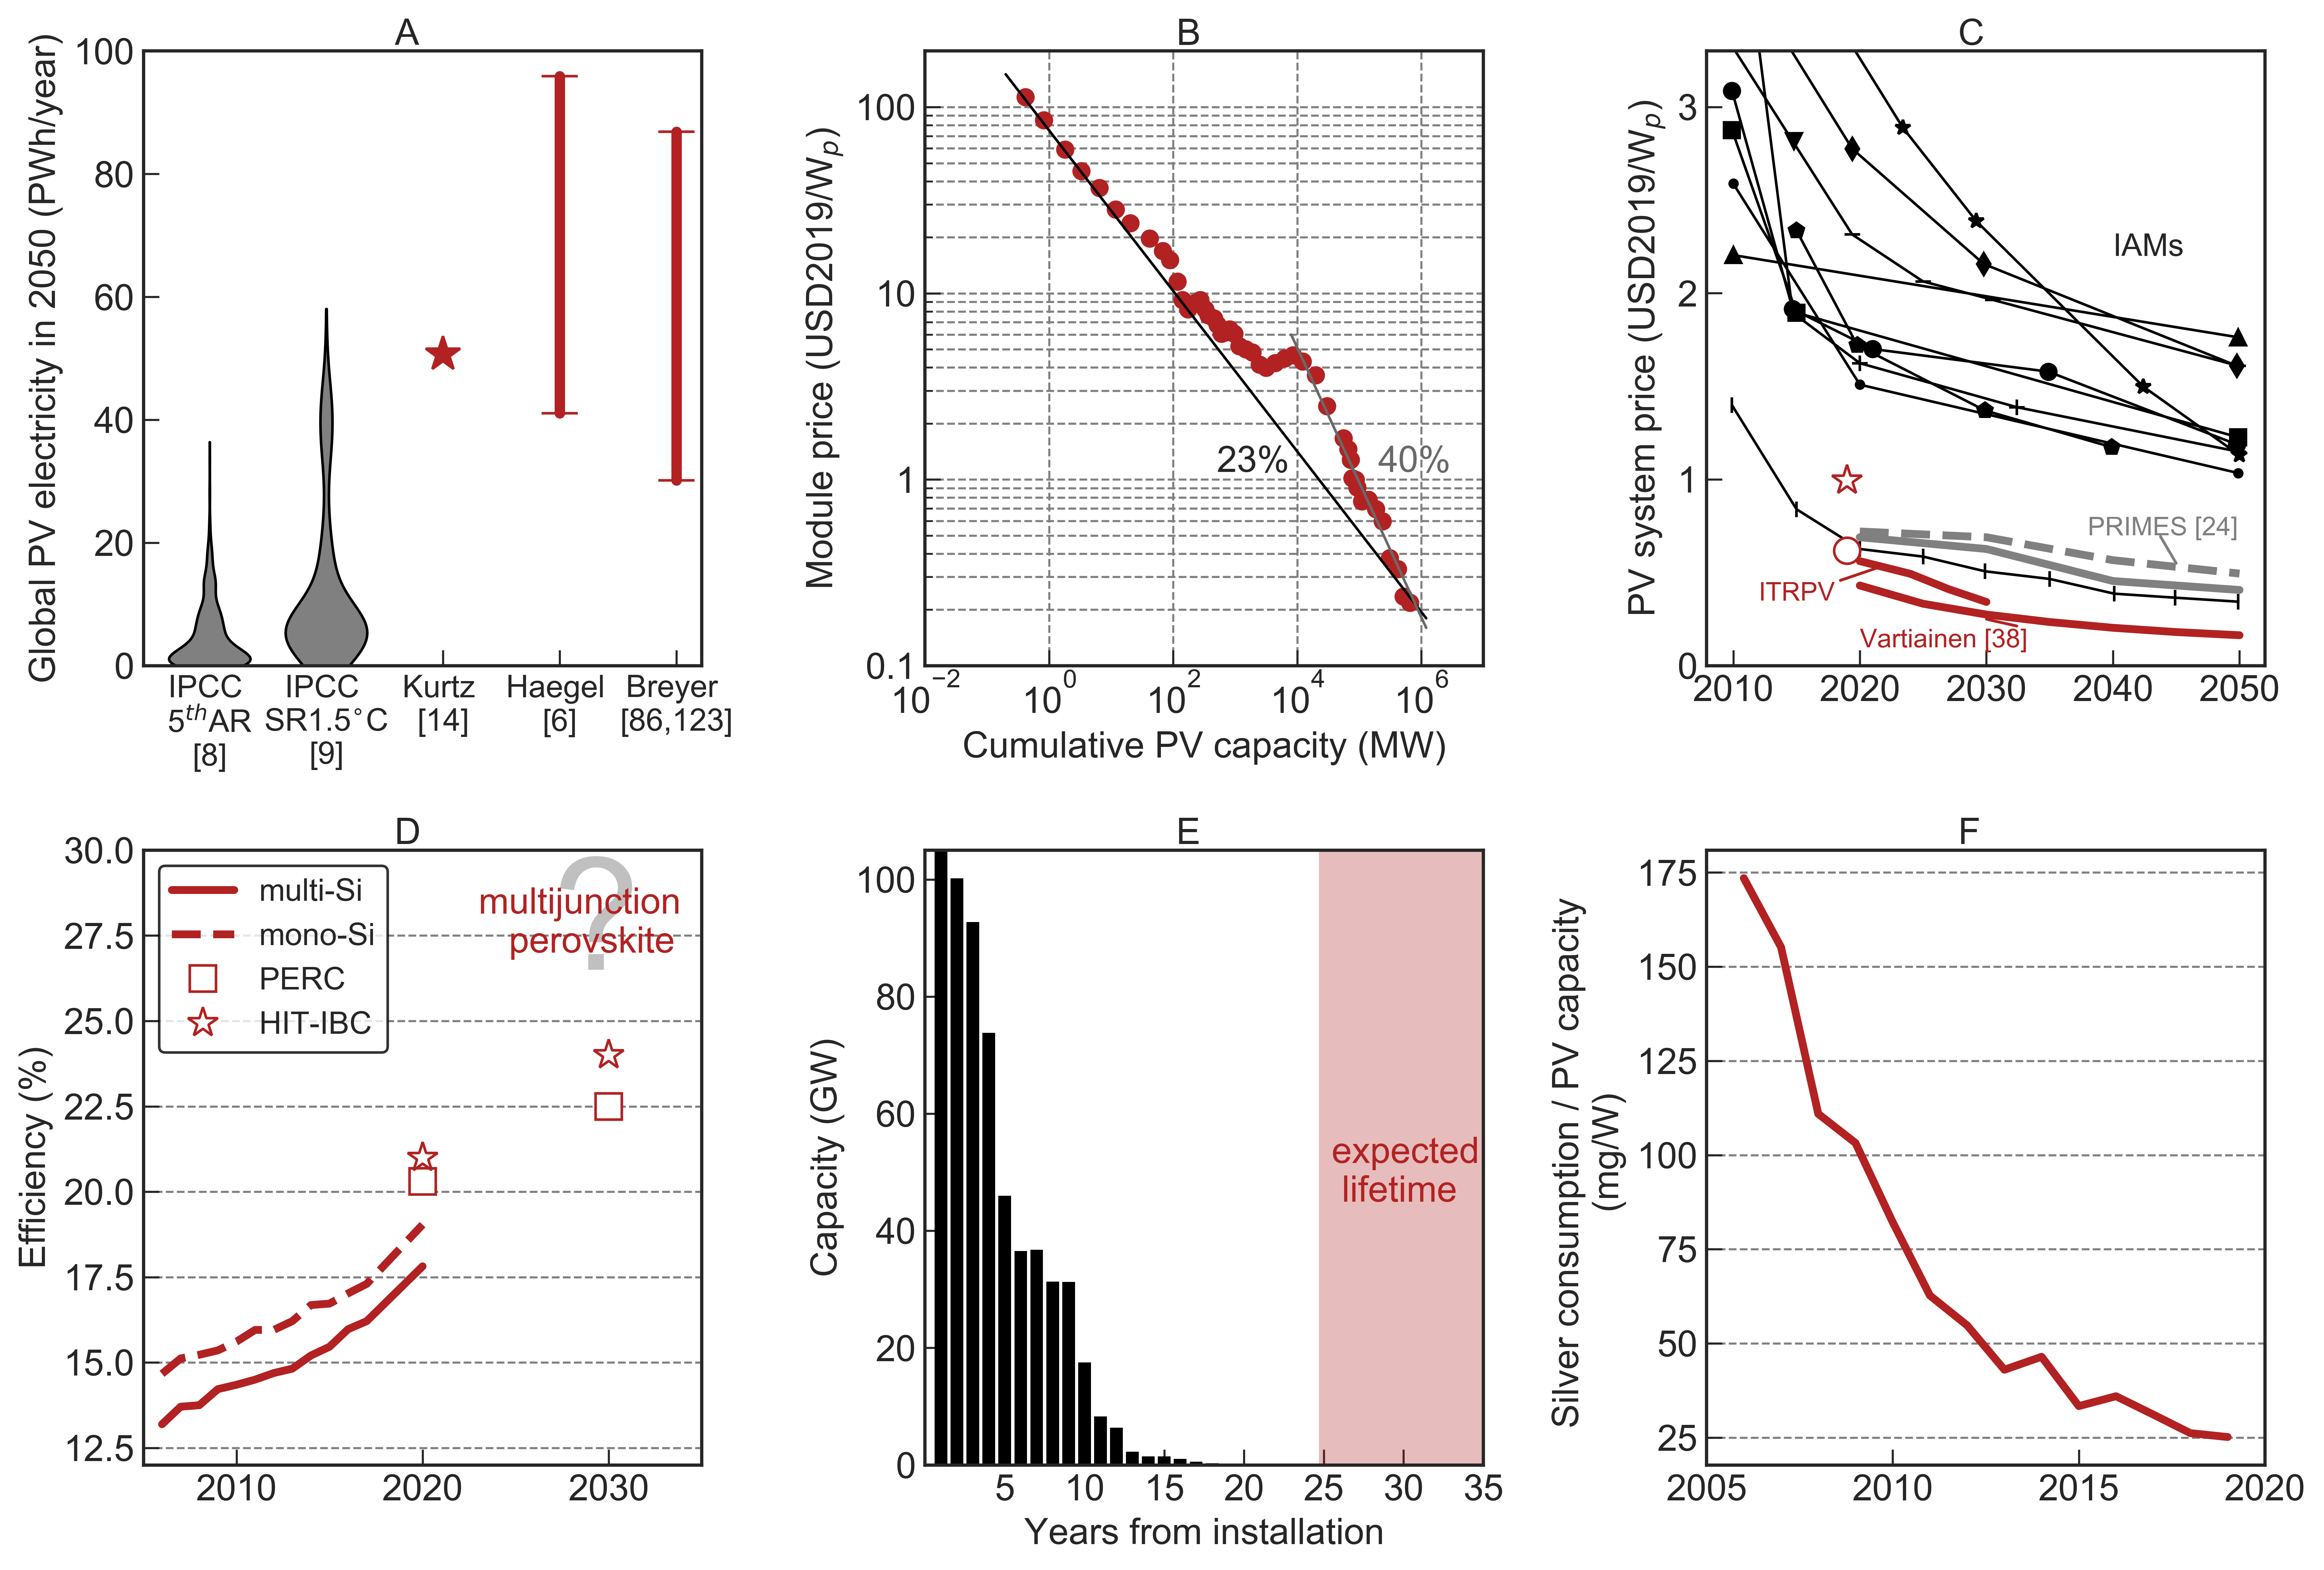 A
Global PV electricity in 2050 (PWh/year)
100
80
60
40
20
0
IPCC
5thAR
[8]
IPCC
SR1.5°C
[9]
Kurtz
[14]
Haegel
[6]
Breyer
[86,123]
B
Module price (USD2019/Wp)
100
10
1
0.1
23%
40%
10−2
100
102
104
106
Cumulative PV capacity (MW)
C
PV system price (USD2019/Wp)
3
2
1
0
IAMs
PRIMES [24]
ITRPV
Vartiainen [38]
2010
2020
2030
2040
2050
D
Efficiency (%)
30.0
27.5
25.0
22.5
20.0
17.5
15.0
12.5
multi-Si
mono-Si
PERC
HIT-IBC
?
multijunction
perovskite
2010
2020
2030
E
Capacity (GW)
100
80
60
40
20
0
expected
lifetime
5
10
15
20
25
30
35
Years from installation
F
Silver consumption / PV capacity
(mg/W)
175
150
125
100
75
50
25
2005
2010
2015
2020